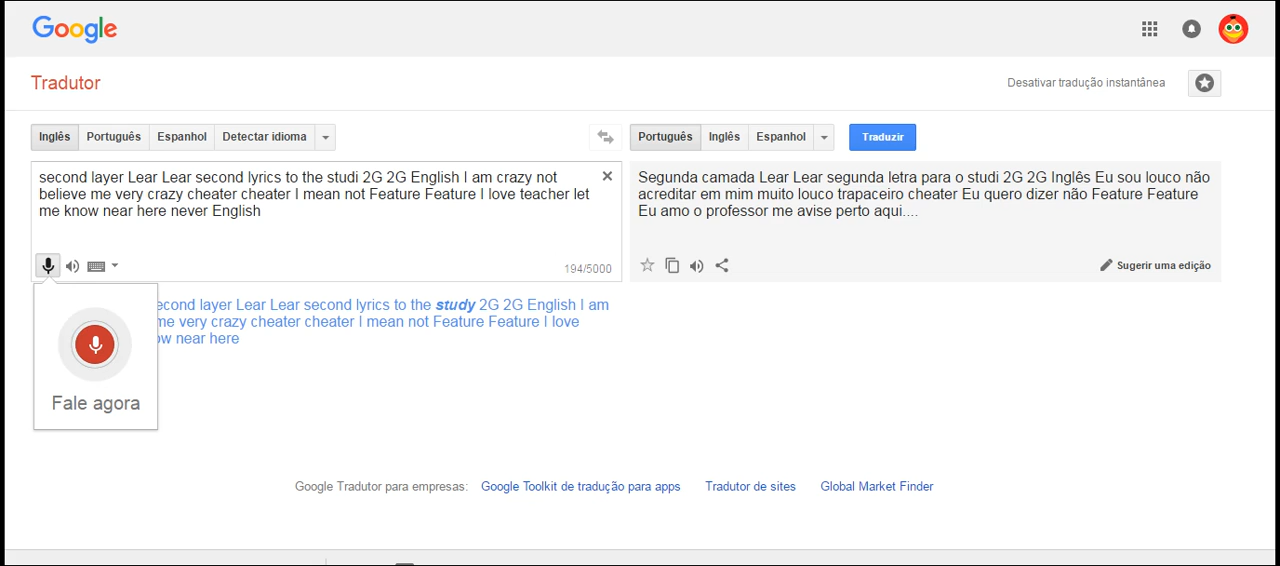 Google
Tradutor
Desativar tradução instantânea
Inglês Português Espanhol Detectar idioma
Português Inglês Espanhol Traduzir
second layer Lear Lear second lyrics to the studi 2G 2G English I am crazy not
believe me very crazy cheater cheater I mean not Feature Feature I love teacher let
me know near here never English
194/5000
Segunda camada Lear Lear segunda letra para o studi 2G 2G Inglês Eu sou louco não
acreditar em mim muito louco trapaceiro cheater Eu quero dizer não Feature Feature
Eu amo o professor me avise perto aqui....
Sugerir uma edição
econd layer Lear Lear second lyrics to the study 2G 2G English I am
me very crazy cheater cheater I mean not Feature Feature I love
ow near here
Fale agora
Google Tradutor para empresas: Google Toolkit de tradução para apps Tradutor de sites Global Market Finder